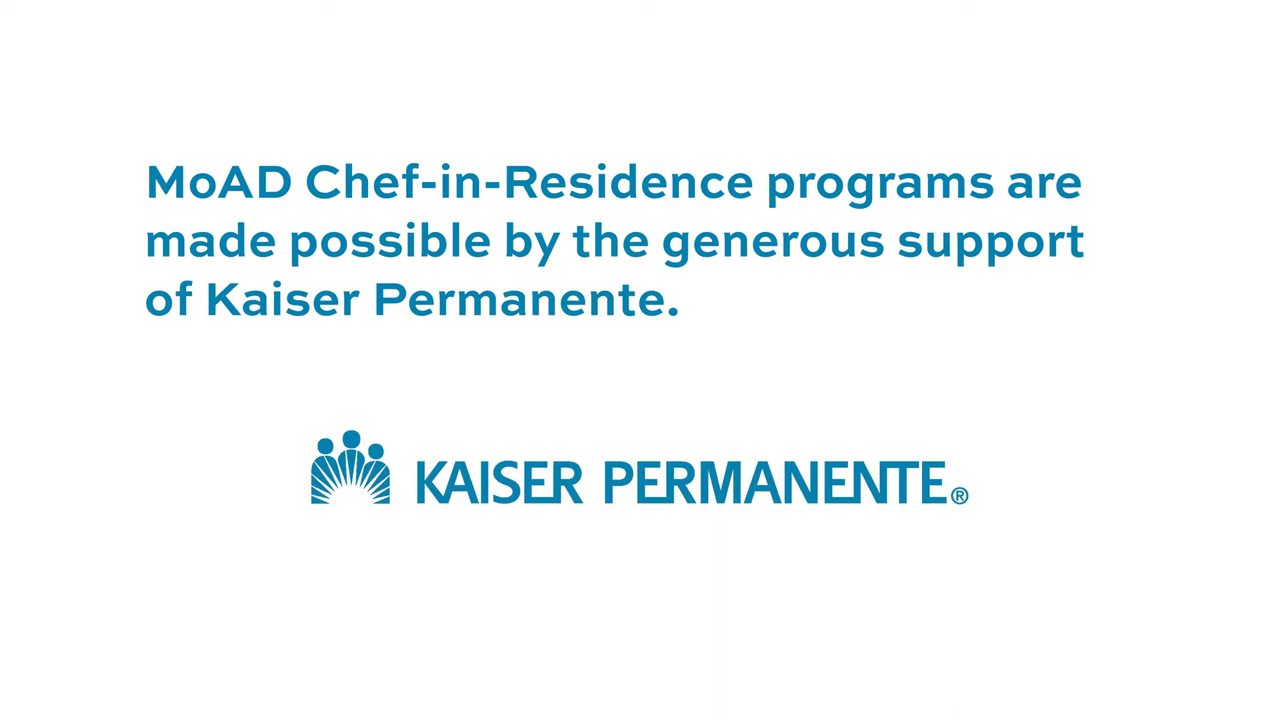 MoAD Chef-in-Residence programs are
made possible by the generous support
of Kaiser Permanente.
KAISER PERMANENTE®